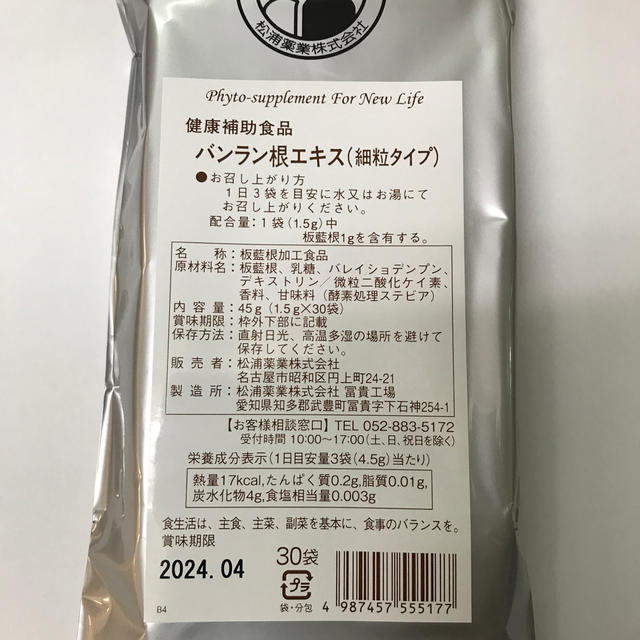 松浦薬業株式会社
Phyto-supplement For New Life
健康補助食品
バンラン根エキス(細粒タイプ)
●お召し上がり方
1日3袋を目安に水又はお湯にて
お召し上がりください。
配合量:1袋(1.5g)中
板藍根1gを含有する。
名称:板藍根加工食品
原材料名:板藍根、乳糖、バレイショデンプン、
デキストリン/微粒二酸化ケイ素、
香料、甘味料(酵素処理ステビア)
内容量:45g(1.5g×30袋)
賞味期限:枠外下部に記載
保存方法:直射日光、高温多湿の場所を避けて
保存してください。
販売者:松浦薬業株式会社
名古屋市昭和区円上町24-21
製造所:松浦薬業株式会社 冨貴工場
愛知県知多郡武豊町冨貴字下石神254-1
【お客様相談窓口】TEL 052-883-5172
受付時間 10:00~17:00(土、日、祝日を除く)
栄養成分表示(1日目安量3袋(4.5g)当たり)
熱量17kcal,たんぱく質0.2g,脂質0.01g,
炭水化物4g,食塩相当量0.003g
食生活は、主食、主菜、副菜を基本に、食事のバランスを。
賞味期限
2024.04
30袋
プラ
袋・分包
B4
4 987457 555177